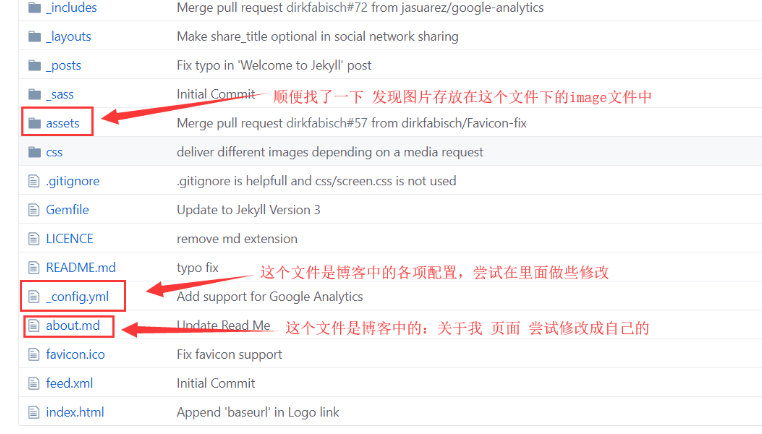 _includes Merge pull request dirkfabisch#72 from jasuarez/google-analytics
_layouts Make share_title optional in social network sharing
_posts Fix typo in 'Welcome to Jekyll' post
_sass Initial Commit
顺便找了一下 发现图片存放在这个文件下的image文件中
assets Merge pull request dirkfabisch#57 from dirkfabisch/Favicon-fix
css deliver different images depending on a media request
.gitignore .gitignore is helpfull and css/screen.css is not used
Gemfile Update to Jekyll Version 3
LICENCE remove md extension
README.md typo fix
这个文件是博客中的各项配置，尝试在里面做些修改
_config.yml Add support for Google Analytics
about.md Update Read Me 这个文件是博客中的：关于我 页面 尝试修改成自己的
favicon.ico Fix favicon support
feed.xml Initial Commit
index.html Append 'baseurl' in Logo link